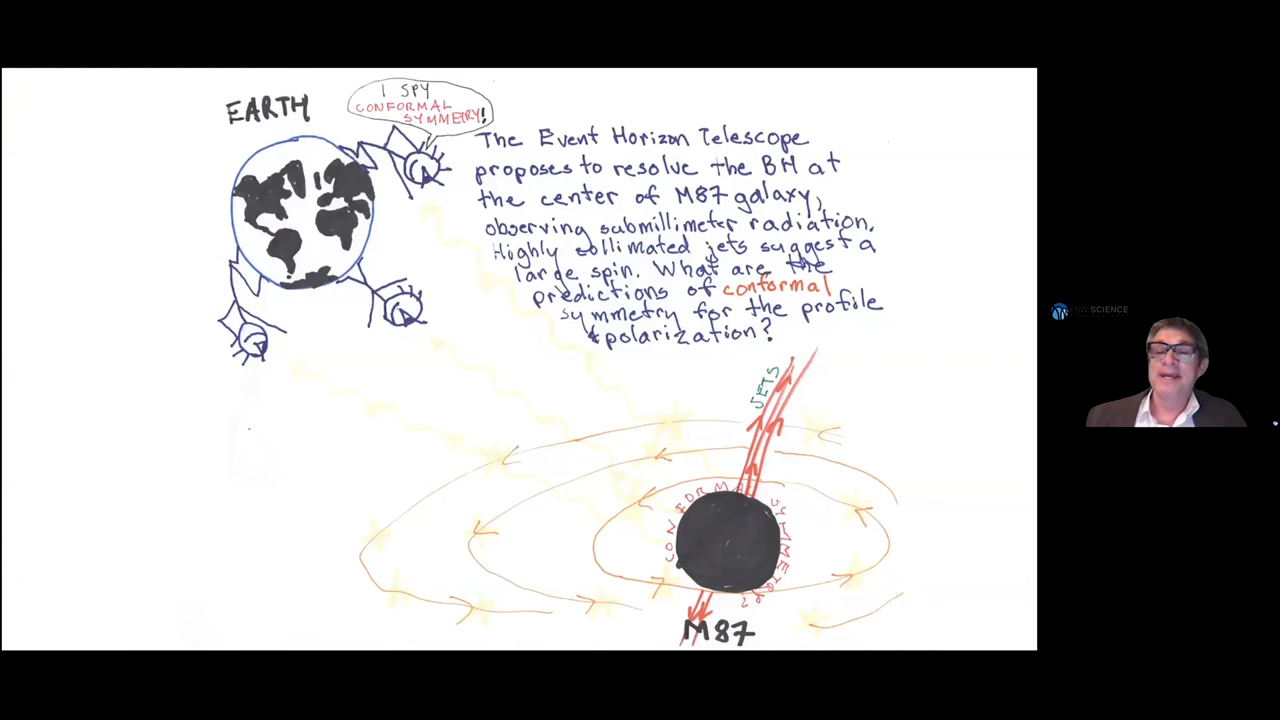 EARTH
I SPY
CONFORMAL
SYMMETRY!
The Event Horizon Telescope
proposes to resolve the BH at
the center of M87 galaxy,
observing submillimeter radiation.
Highly collimated jets suggest a
large spin. What are the
predictions of conformal
symmetry for the profile
& polarization?
JETS
CONFORMAL
SYMMETRY?
M87
SCIENCE